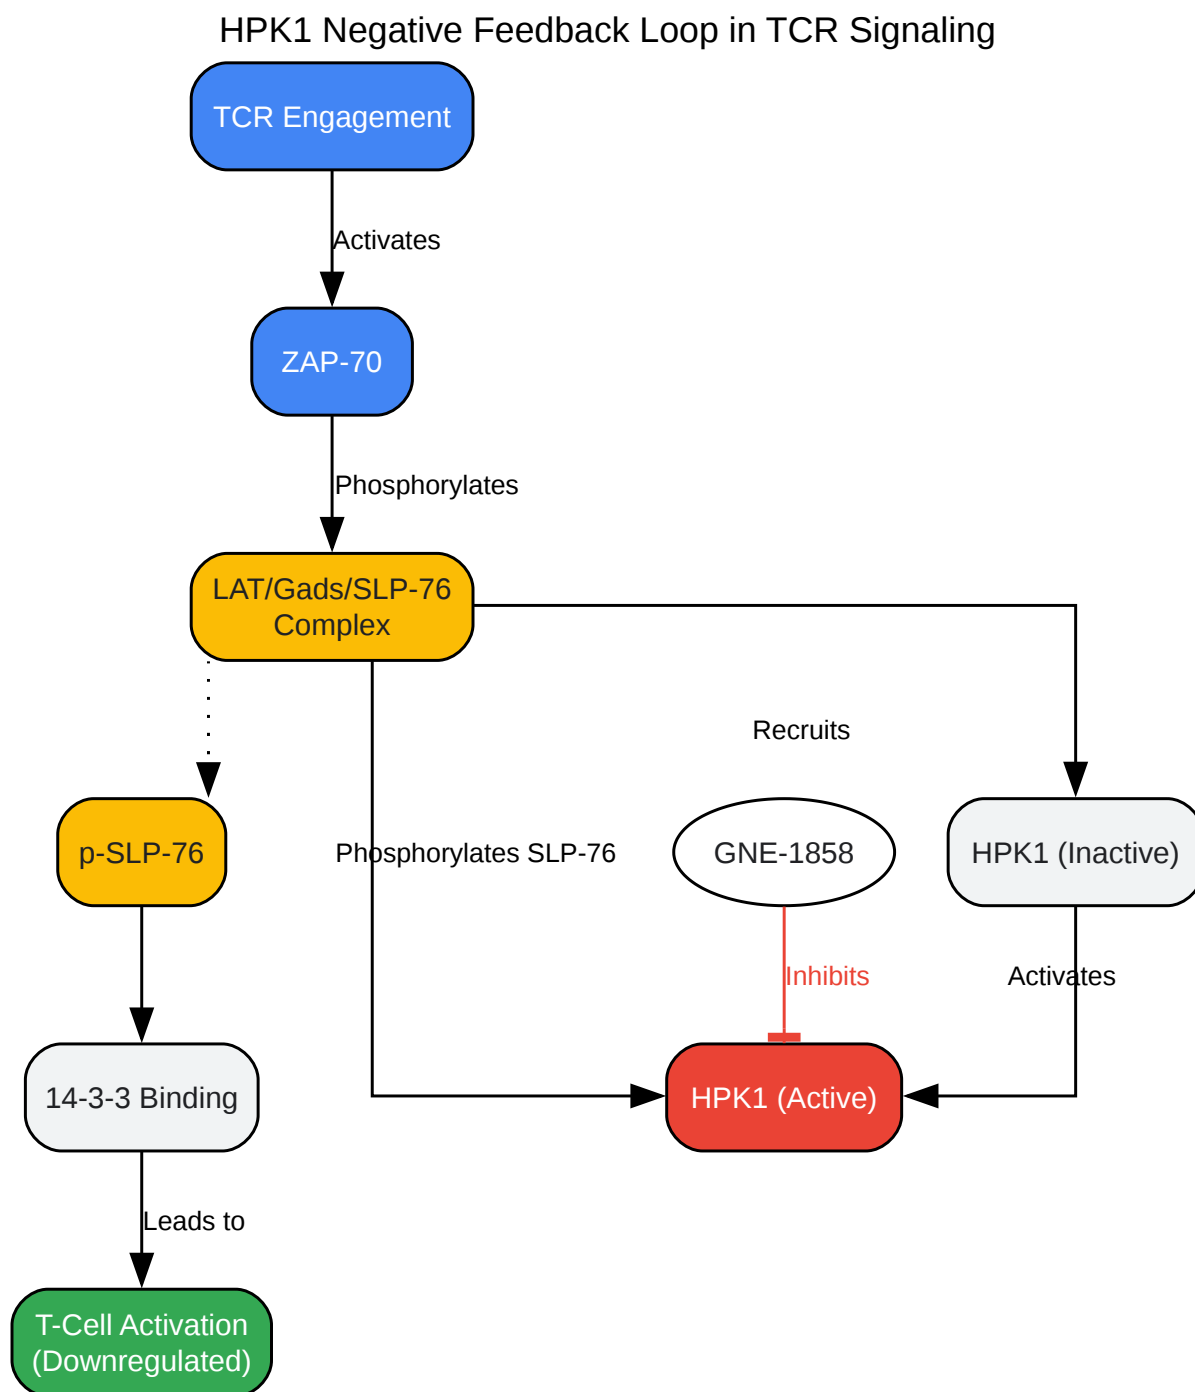 HPK1 Negative Feedback Loop in TCR Signaling
TCR Engagement
Activates
ZAP-70
Phosphorylates
LAT/Gads/SLP-76
Complex
Recruits
p-SLP-76
Phosphorylates SLP-76
GNE-1858
HPK1 (Inactive)
Inhibits
Activates
14-3-3 Binding
HPK1 (Active)
Leads to
T-Cell Activation
(Downregulated)